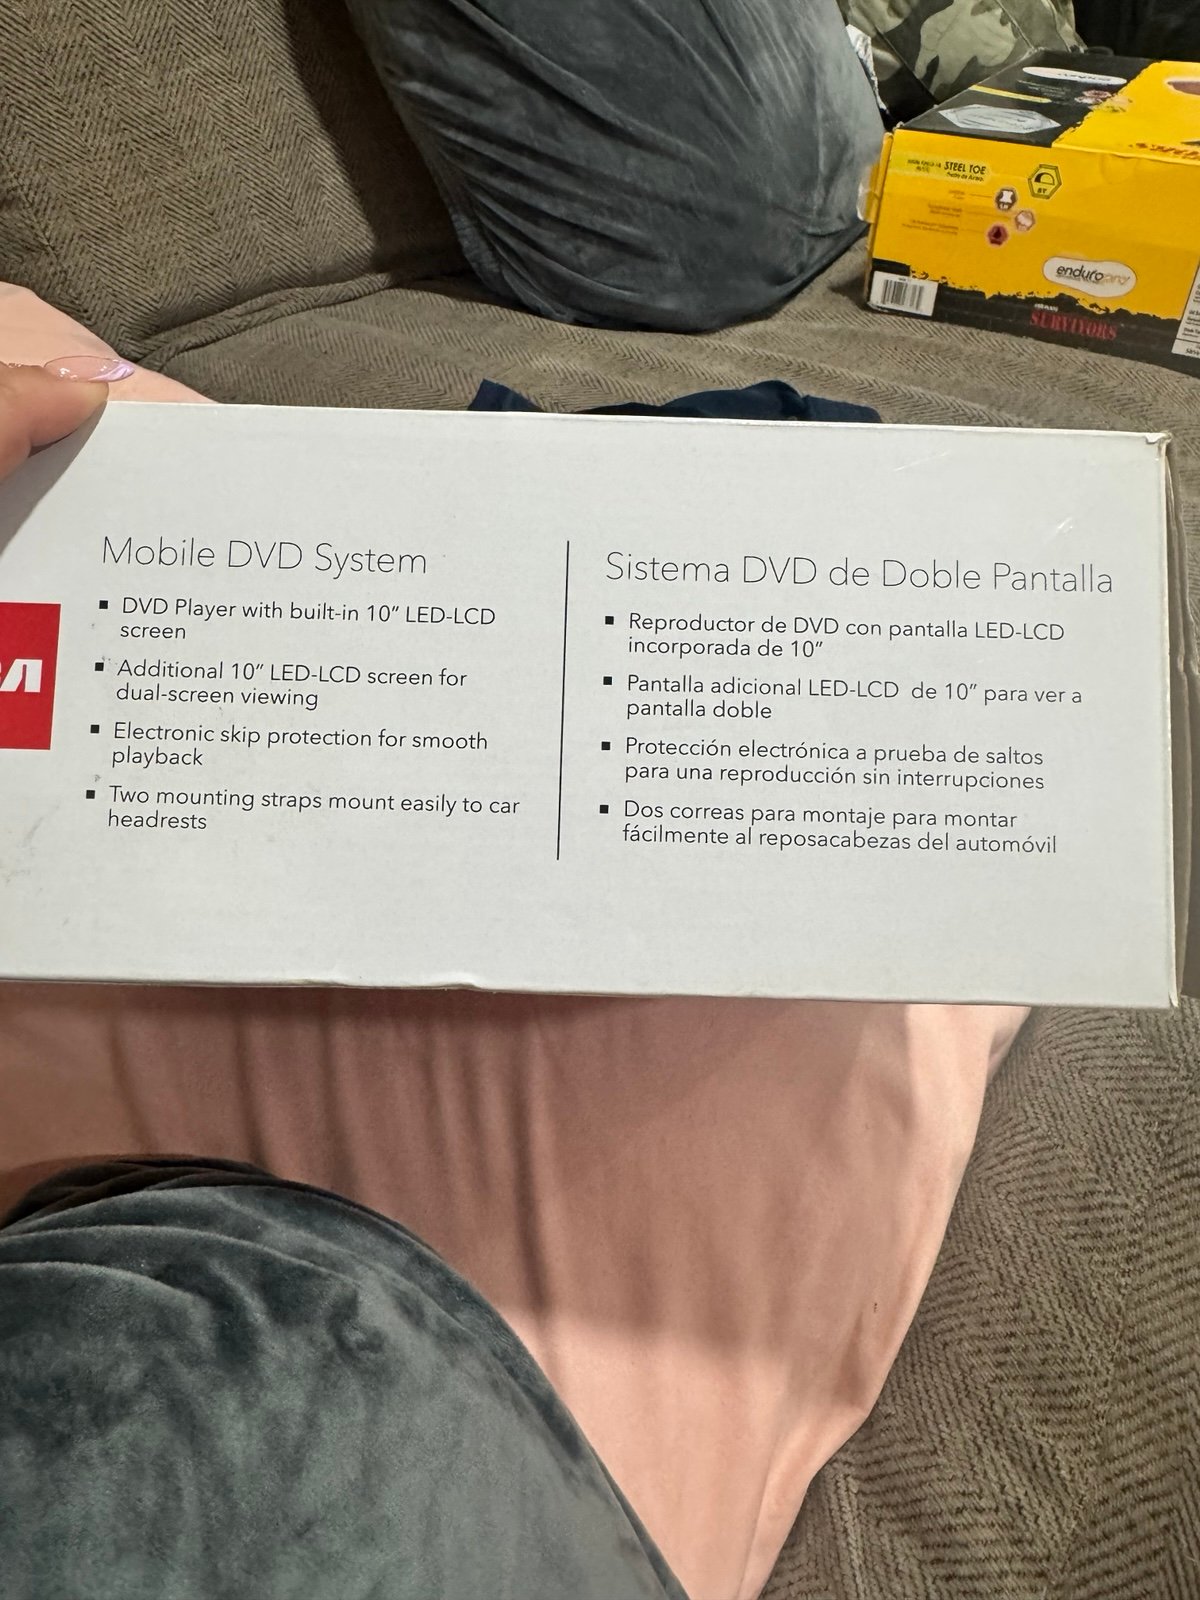 STEEL TOE
enduro
SURVIVORS
Mobile DVD System
▪ DVD Player with built-in 10” LED-LCD
screen
▪ Additional 10” LED-LCD screen for
dual-screen viewing
▪ Electronic skip protection for smooth
playback
▪ Two mounting straps mount easily to car
headrests
Sistema DVD de Doble Pantalla
▪ Reproductor de DVD con pantalla LED-LCD
incorporada de 10”
▪ Pantalla adicional LED-LCD de 10” para ver a
pantalla doble
▪ Protección electrónica a prueba de saltos
para una reproducción sin interrupciones
▪ Dos correas para montaje para montar
fácilmente al reposacabezas del automóvil